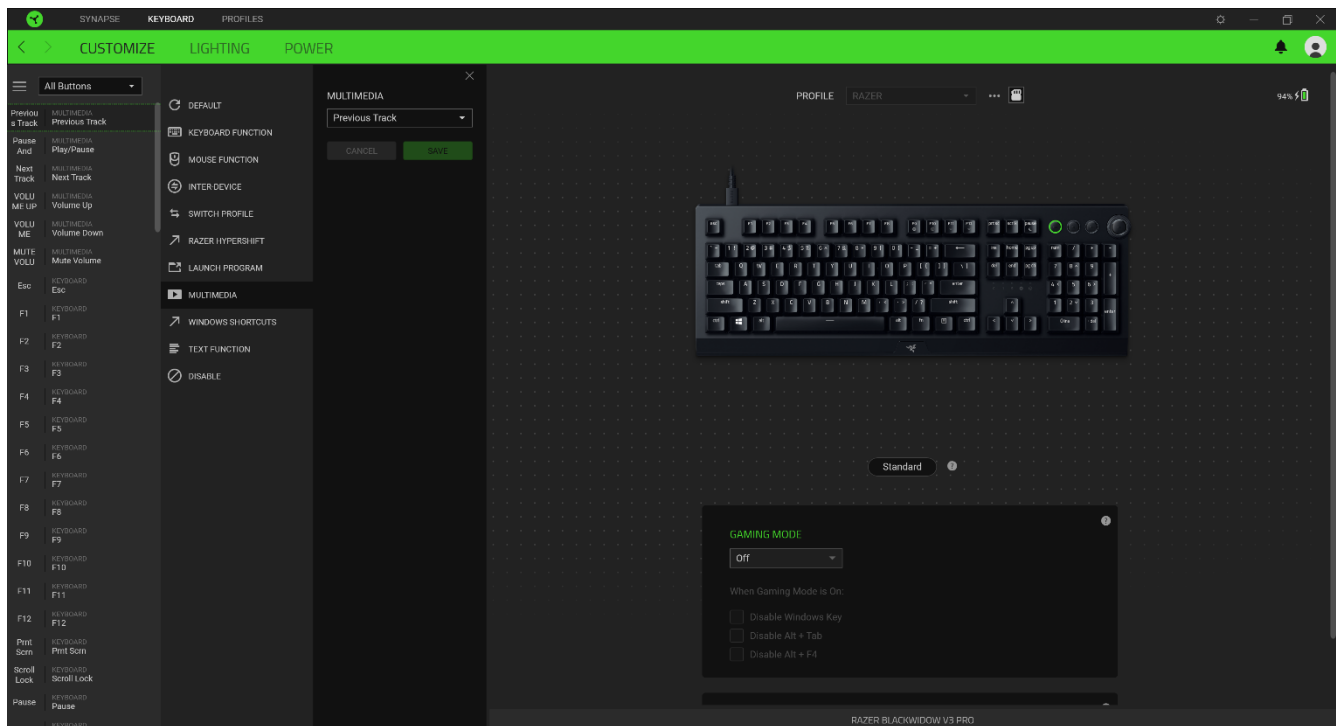 SYNAPSE KEYBOARD PROFILES
CUSTOMIZE LIGHTING POWER
All Buttons
Previou
s Track
MULTIMEDIA
Previous Track
Pause
And
MULTIMEDIA
Play/Pause
Next
Track
MULTIMEDIA
Next Track
VOLU
ME UP
MULTIMEDIA
Volume Up
VOLU
ME
MULTIMEDIA
Volume Down
MUTE
VOLU
MULTIMEDIA
Mute Volume
Esc
KEYBOARD
Esc
F1
KEYBOARD
F1
F2
KEYBOARD
F2
F3
KEYBOARD
F3
F4
KEYBOARD
F4
F5
KEYBOARD
F5
F6
KEYBOARD
F6
F7
KEYBOARD
F7
F8
KEYBOARD
F8
F9
KEYBOARD
F9
F10
KEYBOARD
F10
F11
KEYBOARD
F11
F12
KEYBOARD
F12
Prnt
Scrn
KEYBOARD
Prnt Scrn
Scroll
Lock
KEYBOARD
Scroll Lock
Pause
KEYBOARD
Pause
KEYBOARD
DEFAULT
KEYBOARD FUNCTION
MOUSE FUNCTION
INTER-DEVICE
SWITCH PROFILE
RAZER HYPERSHIFT
LAUNCH PROGRAM
MULTIMEDIA
WINDOWS SHORTCUTS
TEXT FUNCTION
DISABLE
MULTIMEDIA
Previous Track
CANCEL SAVE
PROFILE RAZER
94%
Standard
GAMING MODE
Off
When Gaming Mode is On:
Disable Windows Key
Disable Alt + Tab
Disable Alt + F4
RAZER BLACKWIDOW V3 PRO